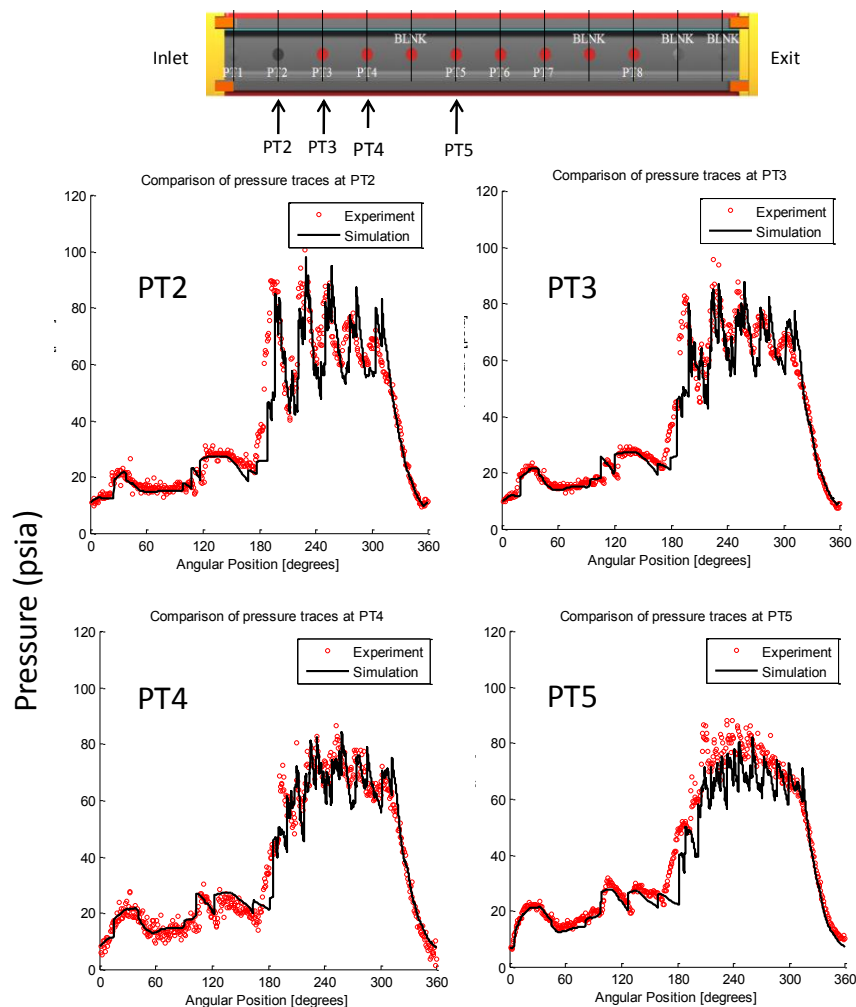 Inlet
BLNK BLNK BLNK BLNK
PT1 PT2 PT3 PT4 PT5 PT6 PT7 PT8
Exit
PT2 PT3 PT4 PT5
Comparison of pressure traces at PT2
120
100
80
60
40
20
0
0 60 120 180 240 300 360
Angular Position [degrees]
Experiment
Simulation
PT2
Comparison of pressure traces at PT3
120
100
80
60
40
20
0
0 60 120 180 240 300 360
Angular Position [degrees]
Experiment
Simulation
PT3
Pressure (psia)
Comparison of pressure traces at PT4
120
100
80
60
40
20
0
0 60 120 180 240 300 360
Angular Position [degrees]
Experiment
Simulation
PT4
Comparison of pressure traces at PT5
120
100
80
60
40
20
0
0 60 120 180 240 300 360
Angular Position [degrees]
Experiment
Simulation
PT5